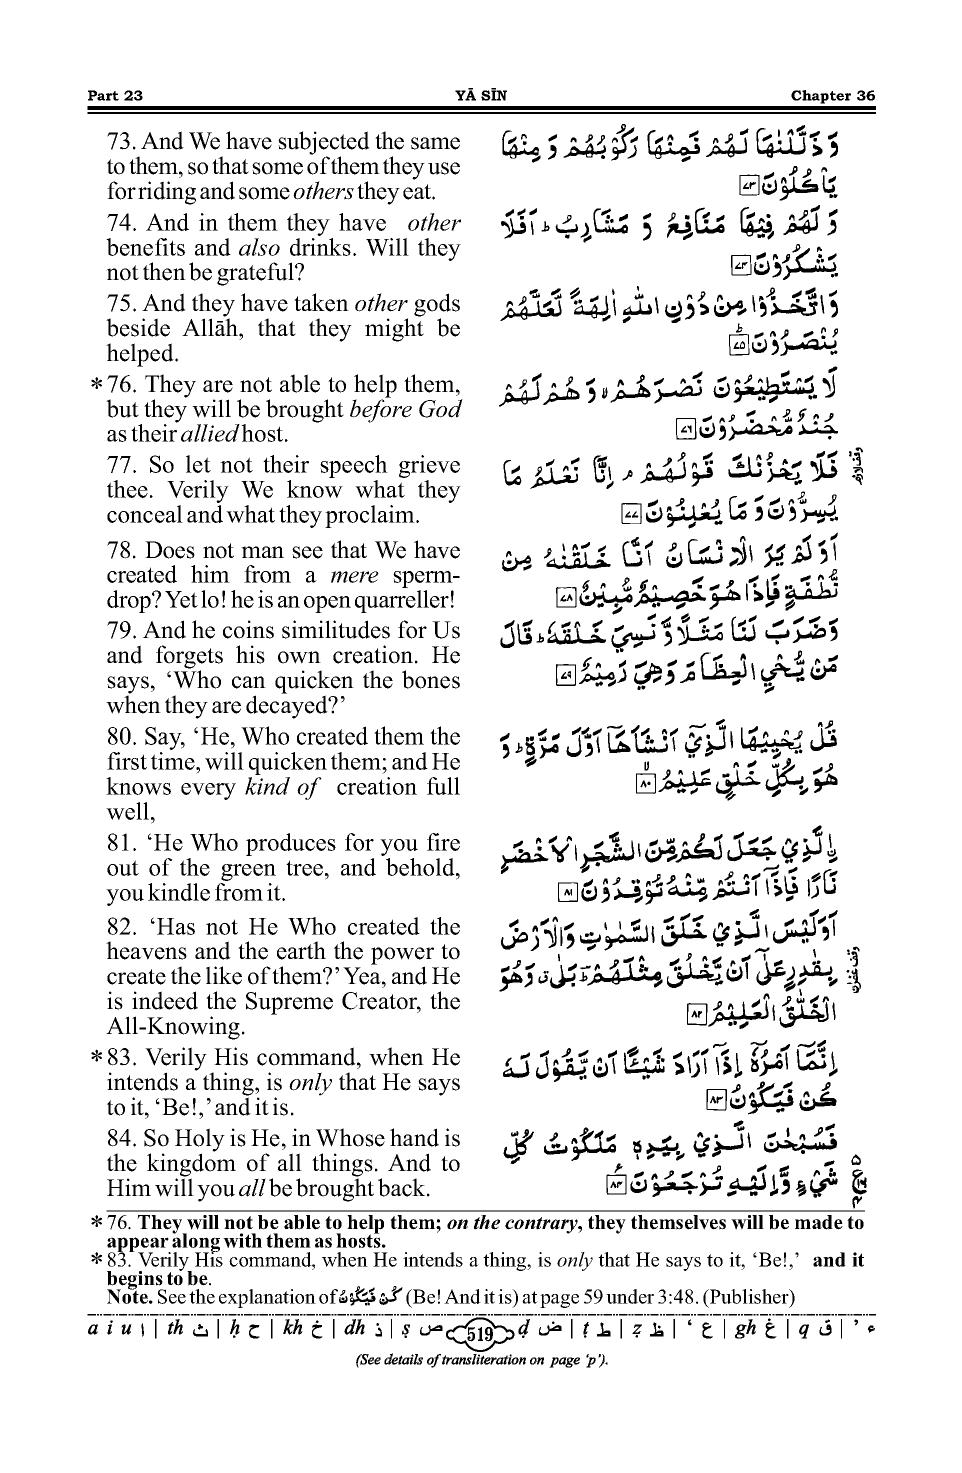 Part 23 YĀ SĪN Chapter 36
73. And We have subjected the same
to them, so that some of them they use
for riding and some others they eat.
74. And in them they have other
benefits and also drinks. Will they
not then be grateful?
75. And they have taken other gods
beside Allāh, that they might be
helped.
*76. They are not able to help them,
but they will be brought before God
as their allied host.
77. So let not their speech grieve
thee. Verily We know what they
conceal and what they proclaim.
78. Does not man see that We have
created him from a mere sperm-
drop? Yet lo! he is an open quarreller!
79. And he coins similitudes for Us
and forgets his own creation. He
says, ‘Who can quicken the bones
when they are decayed?’
80. Say, ‘He, Who created them the
first time, will quicken them; and He
knows every kind of creation full
well,
81. ‘He Who produces for you fire
out of the green tree, and behold,
you kindle from it.
82. ‘Has not He Who created the
heavens and the earth the power to
create the like of them?’ Yea, and He
is indeed the Supreme Creator, the
All-Knowing.
*83. Verily His command, when He
intends a thing, is only that He says
to it, ‘Be!,’ and it is.
84. So Holy is He, in Whose hand is
the kingdom of all things. And to
Him will you all be brought back.
وَ ذَلَّلْنٰهَا لَهُمْ فَمِنْهَا رَكُوْبُهُمْ وَ مِنْهَا
يَاْكُلُوْنَ ۷۳
وَ لَهُمْ فِيْهَا مَنَافِعُ وَ مَشَارِبُ ؕ اَفَلَا
يَشْكُرُوْنَ ۷۴
وَ اتَّخَذُوْا مِنْ دُوْنِ اللّٰهِ اٰلِهَةً لَّعَلَّهُمْ
يُنْصَرُوْنَ ۷۵
لَا يَسْتَطِيْعُوْنَ نَصْرَهُمْ ۙ وَ هُمْ لَهُمْ
جُنْدٌ مُّحْضَرُوْنَ ۷۶
فَلَا يَحْزُنْكَ قَوْلُهُمْ ۘ اِنَّا نَعْلَمُ مَا
يُسِرُّوْنَ وَ مَا يُعْلِنُوْنَ ۷۷
اَوَ لَمْ يَرَ الْاِنْسَانُ اَنَّا خَلَقْنٰهُ مِنْ
نُّطْفَةٍ فَاِذَا هُوَ خَصِيْمٌ مُّبِيْنٌ ۷۸
وَ ضَرَبَ لَنَا مَثَلًا وَّ نَسِيَ خَلْقَهٗ ؕ قَالَ
مَنْ يُّحْيِ الْعِظَامَ وَ هِيَ رَمِيْمٌ ۷۹
قُلْ يُحْيِيْهَا الَّذِيْٓ اَنْشَاَهَآ اَوَّلَ مَرَّةٍ ؕ وَ
هُوَ بِكُلِّ خَلْقٍ عَلِيْمُ ۸۰
اِلَّذِيْ جَعَلَ لَكُمْ مِّنَ الشَّجَرِ الْاَخْضَرِ
نَارًا فَاِذَآ اَنْتُمْ مِّنْهُ تُوْقِدُوْنَ ۸۱
اَوَ لَيْسَ الَّذِيْ خَلَقَ السَّمٰوٰتِ وَ الْاَرْضَ
بِقٰدِرٍ عَلٰٓى اَنْ يَّخْلُقَ مِثْلَهُمْ ؕ بَلٰى ۗ وَ هُوَ
الْخَلّٰقُ الْعَلِيْمُ ۸۲
اِنَّمَآ اَمْرُهٗٓ اِذَآ اَرَادَ شَيْـًٔا اَنْ يَّقُوْلَ لَهٗ
كُنْ فَيَكُوْنُ ۸۳
فَسُبْحٰنَ الَّذِيْ بِيَدِهٖ مَلَكُوْتُ كُلِّ
شَيْءٍ وَّ اِلَيْهِ تُرْجَعُوْنَ ۸۴
*76. They will not be able to help them; on the contrary, they themselves will be made to
appear along with them as hosts.
*83. Verily His command, when He intends a thing, is only that He says to it, ‘Be!,’ and it
begins to be.
Note. See the explanation of كُنْ فَيَكُوْنُ (Be! And it is) at page 59 under 3:48. (Publisher)
a i u ا | th ث | ḥ ح | kh خ | dh ذ | ṣ ص 519 ḍ ض | ṭ ط | ẓ ظ | ‘ ع | gh غ | q ق | ’ ء
(See details of transliteration on page ‘p’).